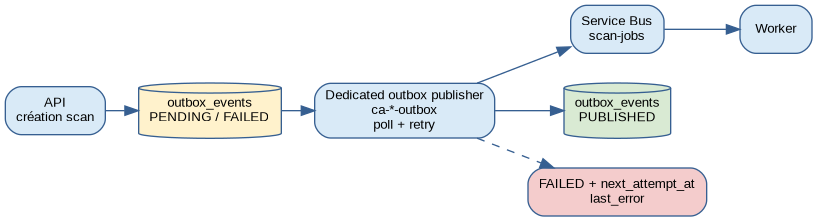 API
création scan
outbox_events
PENDING / FAILED
Dedicated outbox publisher
ca-*-outbox
poll + retry
Service Bus
scan-jobs
Worker
outbox_events
PUBLISHED
FAILED + next_attempt_at
last_error